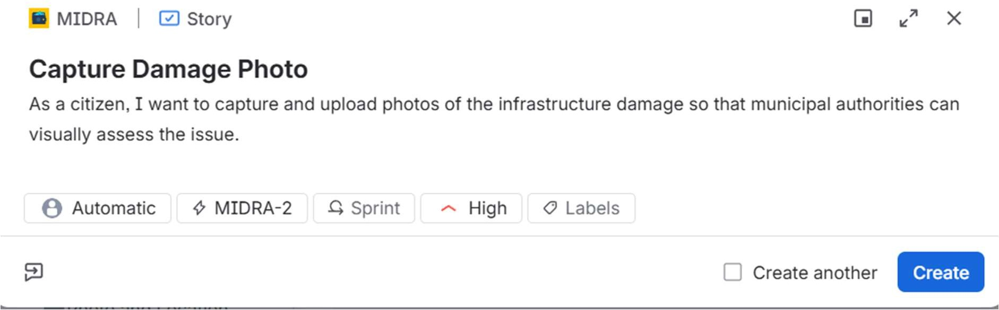 MIDRA
Story
Capture Damage Photo
As a citizen, I want to capture and upload photos of the infrastructure damage so that municipal authorities can
visually assess the issue.
Automatic
MIDRA-2
Sprint
High
Labels
Create another
Create